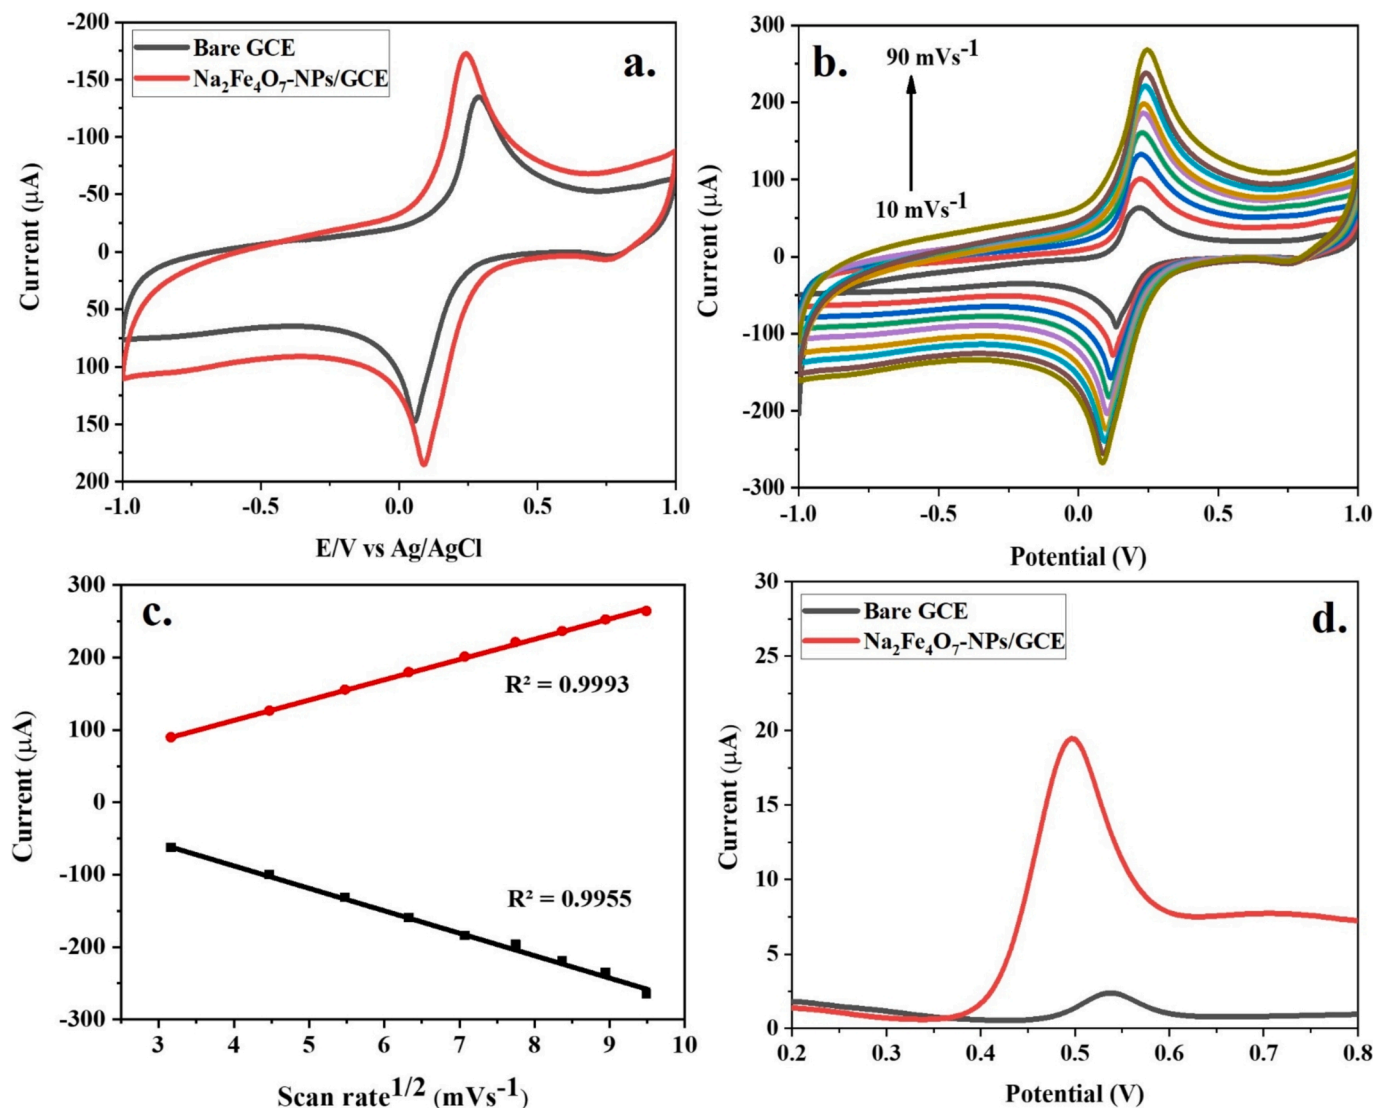 -200
-150
-100
-50
0
50
100
150
200
Current (μA)
Bare GCE
Na₂Fe₄O₇-NPs/GCE
a.
-1.0 -0.5 0.0 0.5 1.0
E/V vs Ag/AgCl
300
200
100
0
-100
-200
-300
Current (μA)
b.
90 mVs⁻¹
10 mVs⁻¹
-1.0 -0.5 0.0 0.5 1.0
Potential (V)
300
200
100
0
-100
-200
-300
Current (μA)
c.
R² = 0.9993
R² = 0.9955
3 4 5 6 7 8 9 10
Scan rate¹/² (mVs⁻¹)
30
25
20
15
10
5
0
Current (μA)
Bare GCE
Na₂Fe₄O₇-NPs/GCE
d.
0.2 0.3 0.4 0.5 0.6 0.7 0.8
Potential (V)